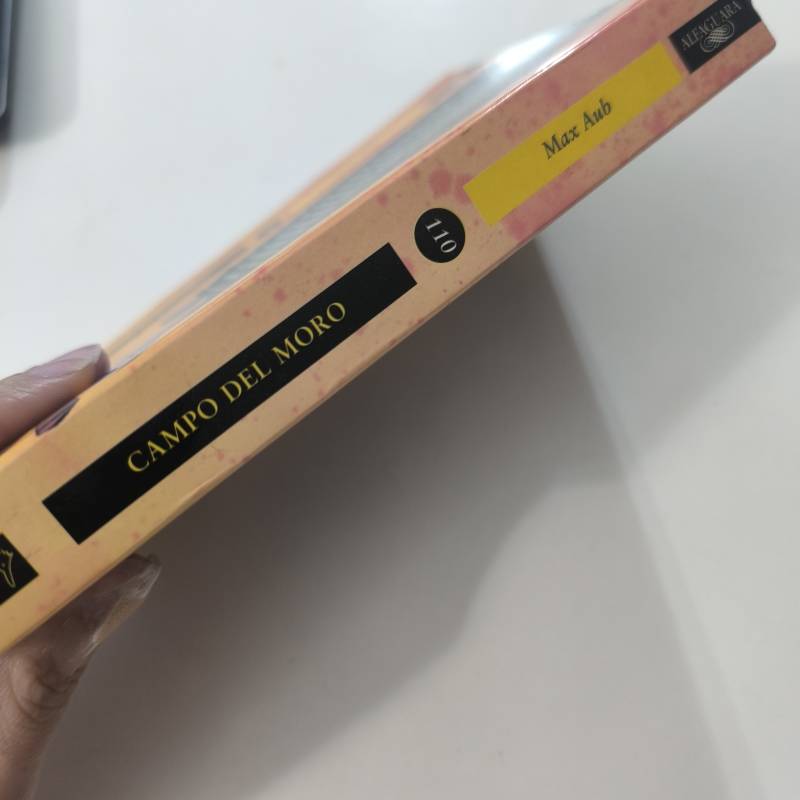 CAMPO DEL MORO
110
Max Aub
ALFAGUARA